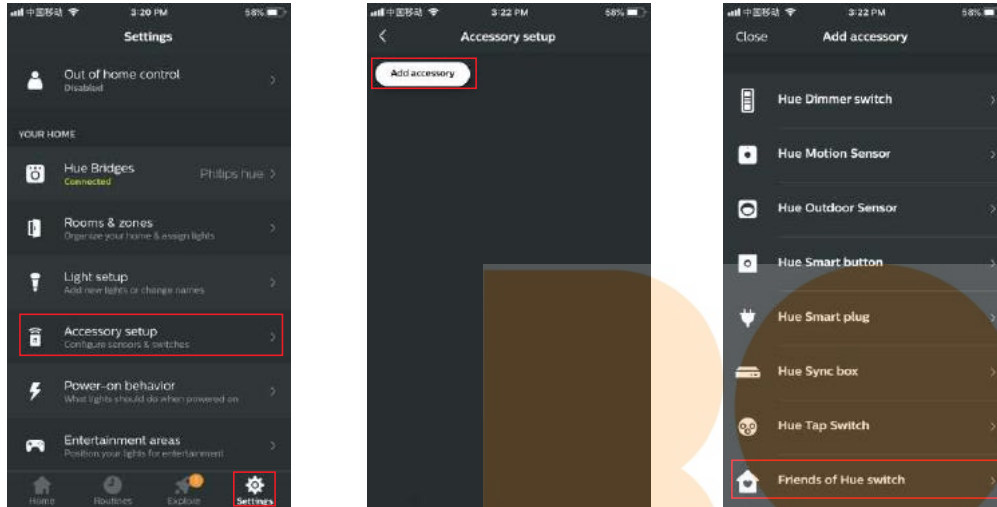 中国移动 3:20 PM 58%
Settings
Out of home control
Disabled
YOUR HOME
Hue Bridges
Connected
Philips hue
Rooms & zones
Organize your home & assign lights
Light setup
Add new lights or change names
Accessory setup
Configure sensors & switches
Power-on behavior
What lights should do when powered on
Entertainment areas
Position your lights for entertainment
Home Routines Explore Settings
中国移动 3:22 PM 58%
Accessory setup
Add accessory
中国移动 3:22 PM 58%
Close Add accessory
Hue Dimmer switch
Hue Motion Sensor
Hue Outdoor Sensor
Hue Smart button
Hue Smart plug
Hue Sync box
Hue Tap Switch
Friends of Hue switch